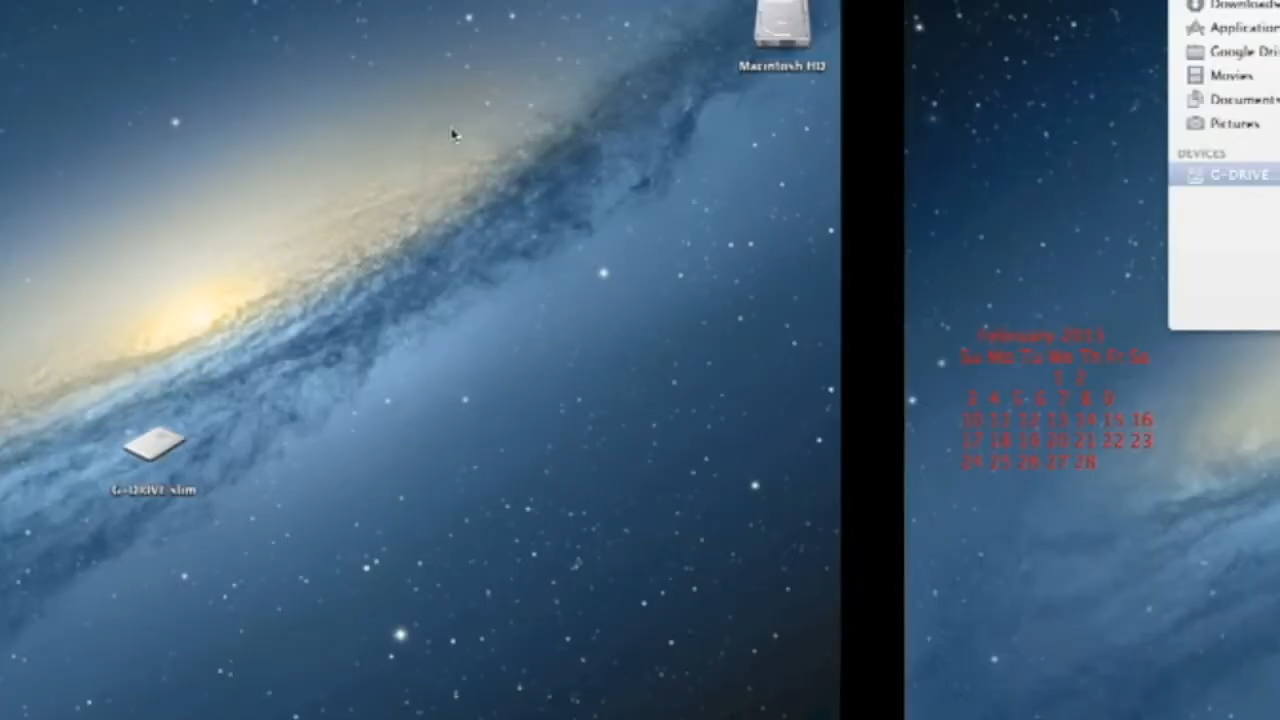 Macintosh HD
G-DRIVE slim
Downloads
Application
Google Dri
Movies
Documents
Pictures
DEVICES
G-DRIVE...
February 2013
Su Mo Tu We Th Fr Sa
1 2
3 4 5 6 7 8 9
10 11 12 13 14 15 16
17 18 19 20 21 22 23
24 25 26 27 28